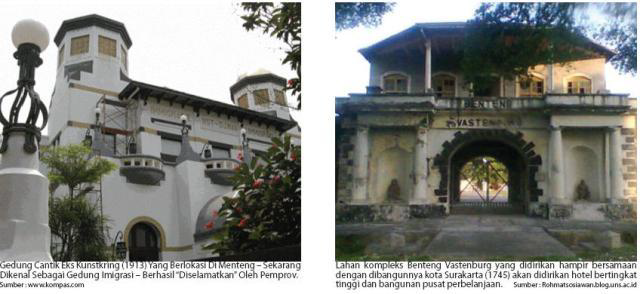 BENTENG
VASTENBURG
Gedung Cantik Eks Kunstkring (1913) Yang Berlokasi Di Menteng – Sekarang
Dikenal Sebagai Gedung Imigrasi – Berhasil “Diselamatkan” Oleh Pemprov.
Sumber : www.kompas.com
Lahan kompleks Benteng Vastenburg yang didirikan hampir bersamaan
dengan dibangunnya kota Surakarta (1745) akan didirikan hotel bertingkat
tinggi dan bangunan pusat perbelanjaan. Sumber : Rohmatsosiawan.blog.uns.ac.id